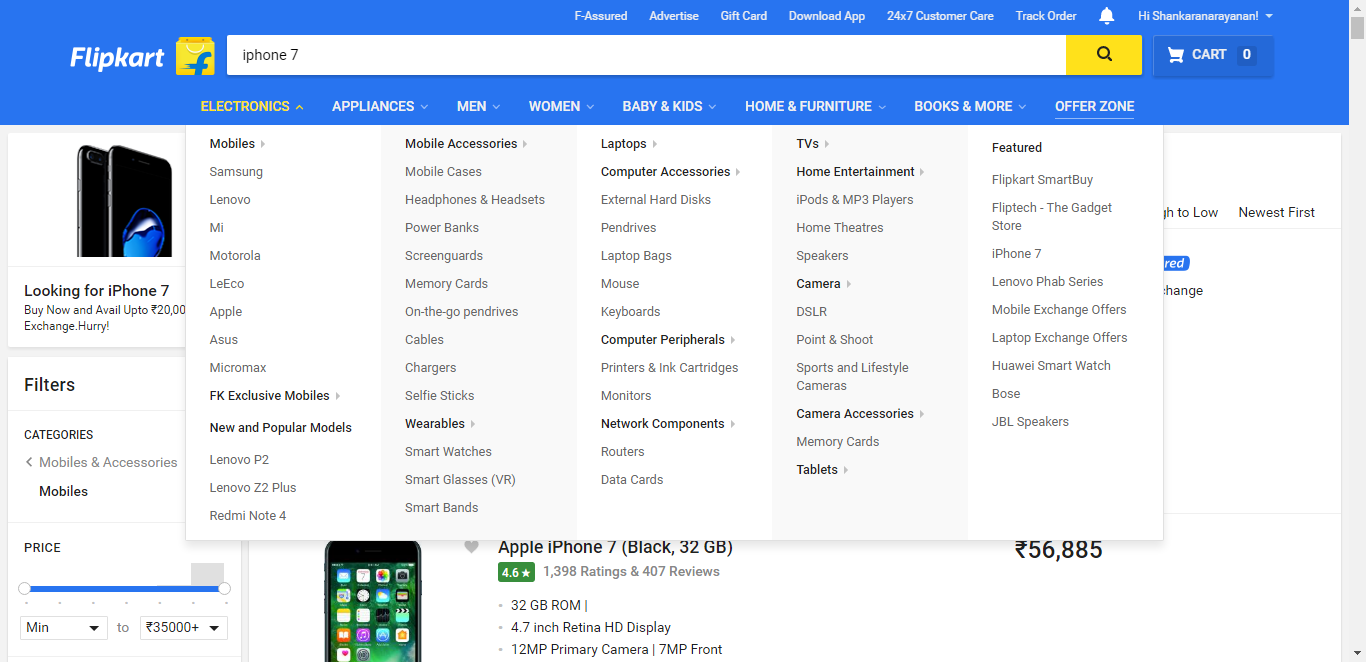 F-Assured Advertise Gift Card Download App 24x7 Customer Care Track Order Hi Shankaranarayanan!
Flipkart
iphone 7
CART 0
ELECTRONICS APPLIANCES MEN WOMEN BABY & KIDS HOME & FURNITURE BOOKS & MORE OFFER ZONE
Mobiles
Samsung
Lenovo
Mi
Motorola
LeEco
Apple
Asus
Micromax
FK Exclusive Mobiles
New and Popular Models
Lenovo P2
Lenovo Z2 Plus
Redmi Note 4
Mobile Accessories
Mobile Cases
Headphones & Headsets
Power Banks
Screenguards
Memory Cards
On-the-go pendrives
Cables
Chargers
Selfie Sticks
Wearables
Smart Watches
Smart Glasses (VR)
Smart Bands
Laptops
Computer Accessories
External Hard Disks
Pendrives
Laptop Bags
Mouse
Keyboards
Computer Peripherals
Printers & Ink Cartridges
Monitors
Network Components
Routers
Data Cards
TVs
Home Entertainment
iPods & MP3 Players
Home Theatres
Speakers
Camera
DSLR
Point & Shoot
Sports and Lifestyle
Cameras
Camera Accessories
Memory Cards
Tablets
Featured
Flipkart SmartBuy
Fliptech - The Gadget
Store
iPhone 7
Lenovo Phab Series
Mobile Exchange Offers
Laptop Exchange Offers
Huawei Smart Watch
Bose
JBL Speakers
gh to Low Newest First
red
change
Looking for iPhone 7
Buy Now and Avail Upto ₹20,00
Exchange.Hurry!
Filters
CATEGORIES
Mobiles & Accessories
Mobiles
PRICE
Min to ₹35000+
Apple iPhone 7 (Black, 32 GB)
₹56,885
4.6 ★ 1,398 Ratings & 407 Reviews
32 GB ROM |
4.7 inch Retina HD Display
12MP Primary Camera | 7MP Front